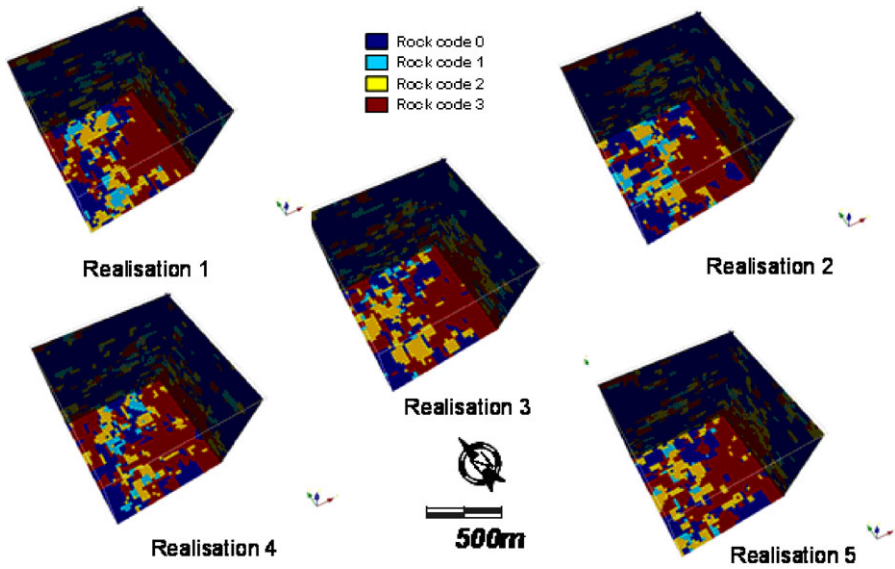 Rock code 0
Rock code 1
Rock code 2
Rock code 3
Realisation 1
Realisation 2
Realisation 3
Realisation 4
Realisation 5
500m